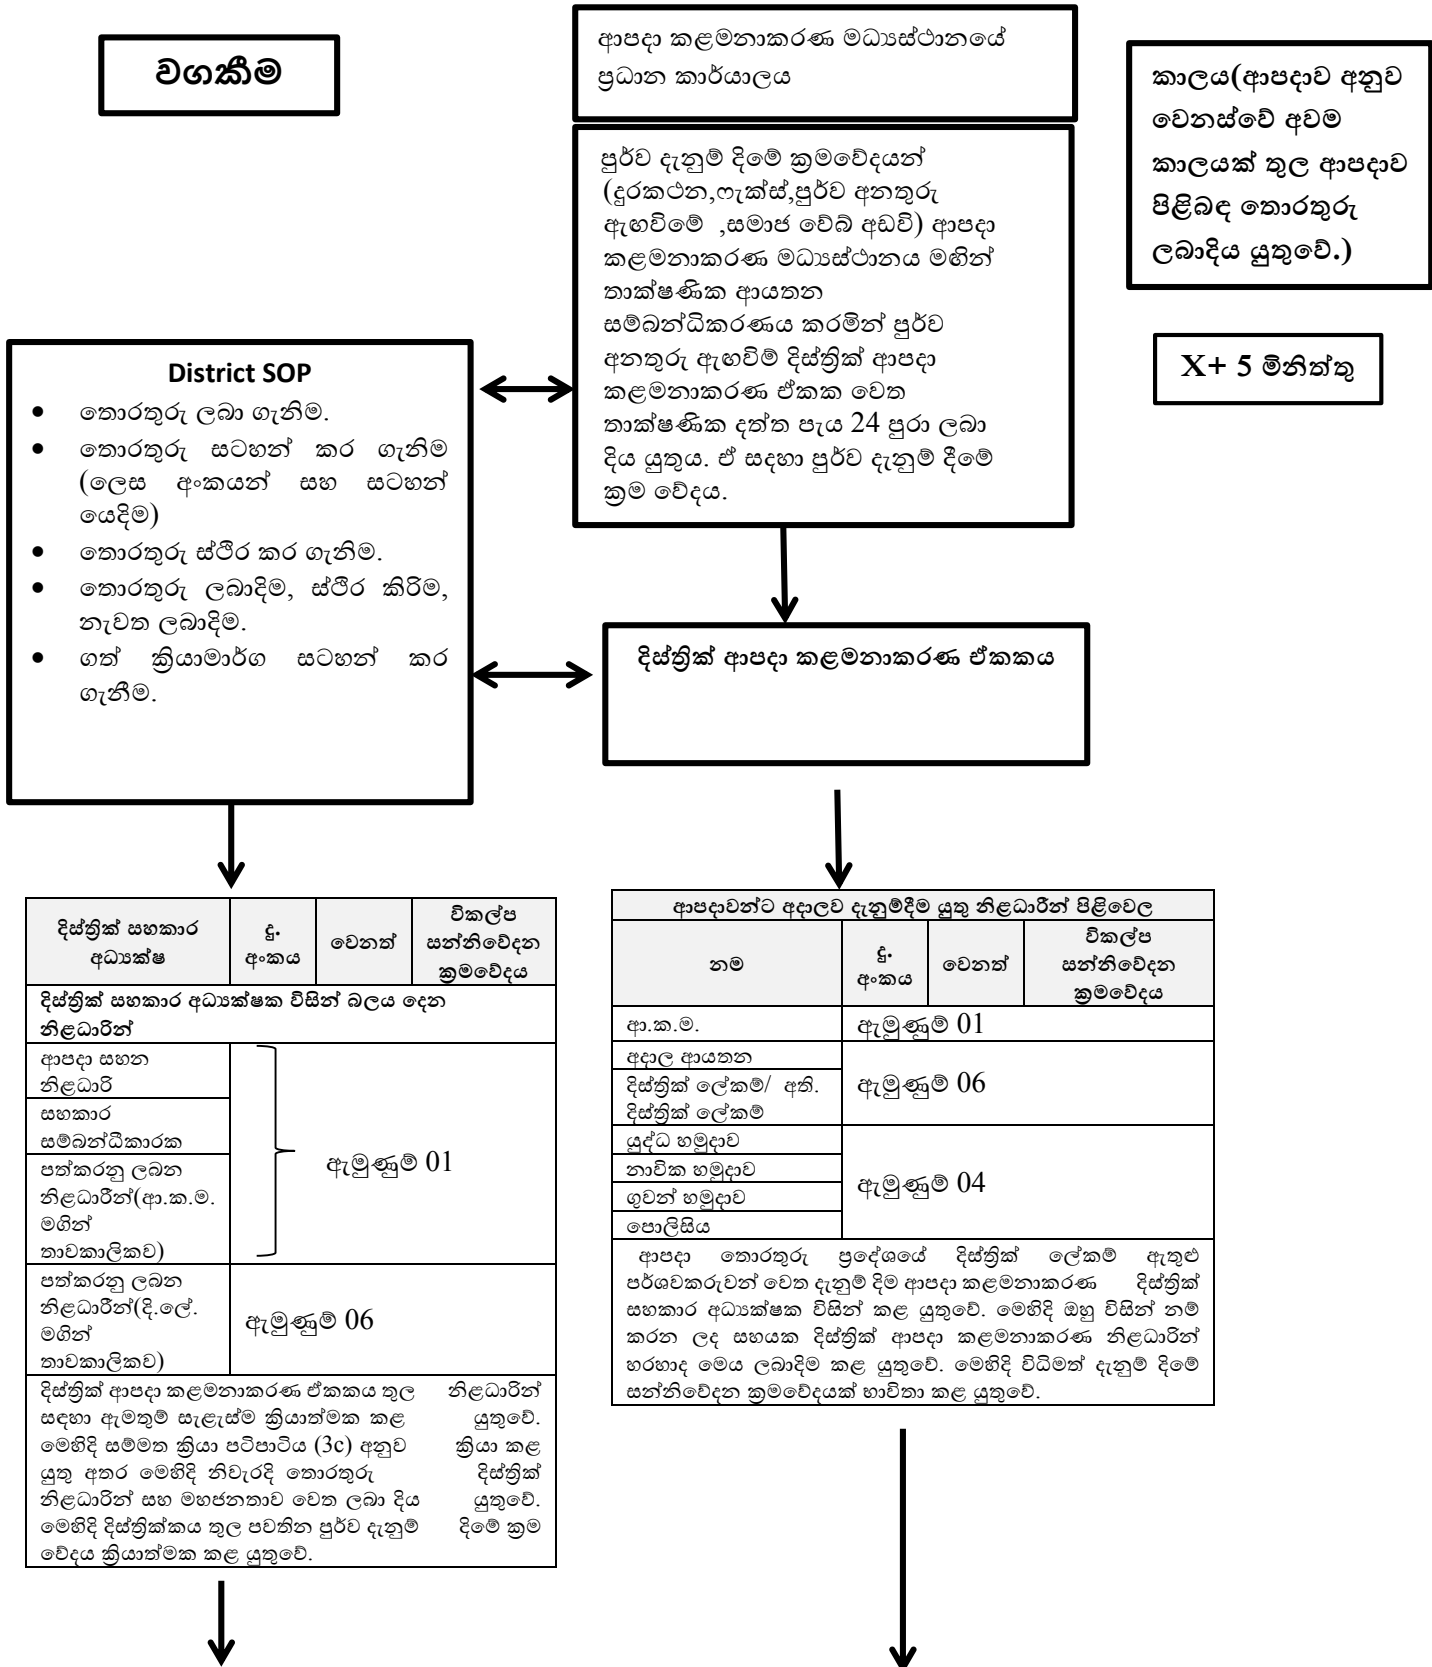 වගකීම
ආපදා කළමනාකරණ මධ්‍යස්ථානයේ
ප්‍රධාන කාර්යාලය
කාලය(ආපදාව අනුව
වෙනස්වේ අවම
කාලයක් තුල ආපදාව
පිළිබඳ තොරතුරු
ලබාදිය යුතුවේ.)
පුර්ව දැනුම් දිමේ ක්‍රමවේදයන්
(දුරකථන,ෆැක්ස්,පුර්ව අනතුරු
ඇඟවිමේ ,සමාජ වේබ් අඩවි) ආපදා
කළමනාකරණ මධ්‍යස්ථානය මඟින්
තාක්ෂණික ආයතන
සම්බන්ධිකරණය කරමින් පුර්ව
අනතුරු ඇඟවිම් දිස්ත්‍රික් ආපදා
කළමනාකරණ ඒකක වෙත
තාක්ෂණික දත්ත පැය 24 පුරා ලබා
දිය යුතුය. ඒ සදහා පුර්ව දැනුම් දීමේ
ක්‍රම වේදය.
X+ 5 මිනිත්තු
District SOP
• තොරතුරු ලබා ගැනිම.
• තොරතුරු සටහන් කර ගැනිම
(ලෙස අංකයන් සහ සටහන්
යෙදිම)
• තොරතුරු ස්ථිර කර ගැනිම.
• තොරතුරු ලබාදිම, ස්ථිර කිරිම,
නැවත ලබාදිම.
• ගත් ක්‍රියාමාර්ග සටහන් කර
ගැනීම.
දිස්ත්‍රික් ආපදා කළමනාකරණ ඒකකය
දිස්ත්‍රික් සහකාර
අධ්‍යක්ෂ
දු.
අංකය
වෙනත්
විකල්ප
සන්නිවේදන
ක්‍රමවේදය
දිස්ත්‍රික් සහකාර අධ්‍යක්ෂක විසින් බලය දෙන
නිළධාරින්
ආපදා සහන
නිළධාරි
සහකාර
සම්බන්ධීකාරක
පත්කරනු ලබන
නිළධාරීන්(ආ.ක.ම.
මගින්
තාවකාලිකව)
ඇමුණුම් 01
පත්කරනු ලබන
නිළධාරීන්(දි.ලේ.
මගින්
තාවකාලිකව)
ඇමුණුම් 06
දිස්ත්‍රික් ආපදා කළමනාකරණ ඒකකය තුල නිළධාරින්
සඳහා ඇමතුම් සැළැස්ම ක්‍රියාත්මක කළ යුතුවේ.
මෙහිදි සම්මත ක්‍රියා පටිපාටිය (3c) අනුව ක්‍රියා කළ
යුතු අතර මෙහිදි නිවැරදි තොරතුරු දිස්ත්‍රික්
නිළධාරින් සහ මහජනතාව වෙත ලබා දිය යුතුවේ.
මෙහිදි දිස්ත්‍රික්කය තුල පවතින පුර්ව දැනුම් දිමේ ක්‍රම
වේදය ක්‍රියාත්මක කළ යුතුවේ.
ආපදාවන්ට අදාලව දැනුම්දීම යුතු නිළධාරීන් පිළිවෙල
නම
දු.
අංකය
වෙනත්
විකල්ප
සන්නිවේදන
ක්‍රමවේදය
ආ.ක.ම.
ඇමුණුම් 01
අදාල ආයතන
දිස්ත්‍රික් ලේකම්/ අති.
දිස්ත්‍රික් ලේකම්
ඇමුණුම් 06
යුද්ධ හමුදාව
නාවික හමුදාව
ගුවන් හමුදාව
පොලිසිය
ඇමුණුම් 04
ආපදා තොරතුරු ප්‍රදේශයේ දිස්ත්‍රික් ලේකම් ඇතුළු
පර්ශවකරුවන් වෙත දැනුම් දිම ආපදා කළමනාකරණ දිස්ත්‍රික්
සහකාර අධ්‍යක්ෂක විසින් කළ යුතුවේ. මෙහිදි ඔහු විසින් නම්
කරන ලද සහයක දිස්ත්‍රික් ආපදා කළමනාකරණ නිළධාරින්
හරහාද මෙය ලබාදිම කළ යුතුවේ. මෙහිදි විධිමත් දැනුම් දිමේ
සන්නිවේදන ක්‍රමවේදයක් භාවිතා කළ යුතුවේ.